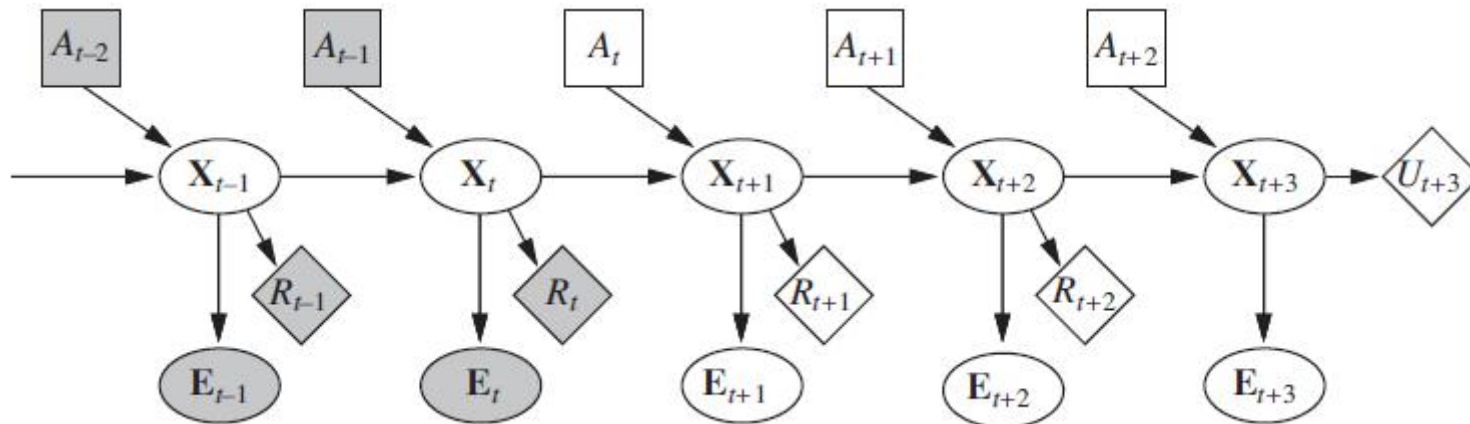 A_{t–2} A_{t–1} A_t A_{t+1} A_{t+2}
X_{t–1} X_t X_{t+1} X_{t+2} X_{t+3} U_{t+3}
R_{t–1} R_t R_{t+1} R_{t+2}
E_{t–1} E_t E_{t+1} E_{t+2} E_{t+3}